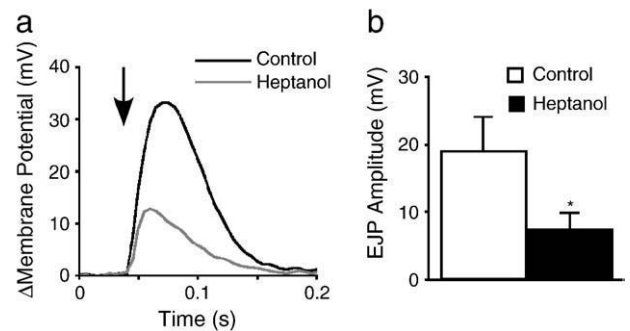 a
Control
Heptanol
ΔMembrane Potential (mV)
40
30
20
10
0
0
0.1
0.2
Time (s)
b
Control
Heptanol
EJP Amplitude (mV)
30
20
10
0
*